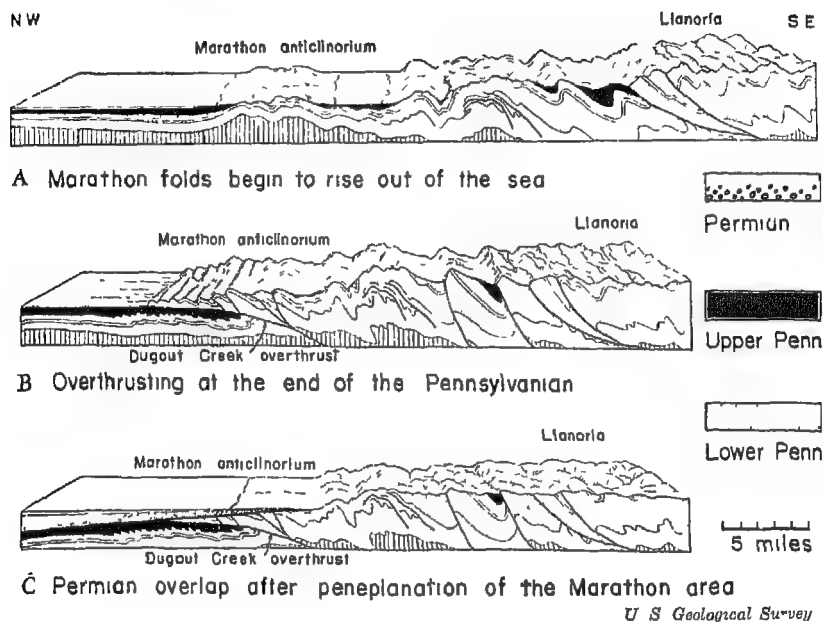 NW
Llanoria
SE
Marathon anticlinorium
A Marathon folds begin to rise out of the sea
Permian
Llanoria
Marathon anticlinorium
Upper Penn
Dugout Creek overthrust
B Overthrusting at the end of the Pennsylvanian
Lower Penn
Llanoria
Marathon anticlinorium
5 miles
Dugout Creek overthrust
C Permian overlap after peneplanation of the Marathon area
U S Geological Survey